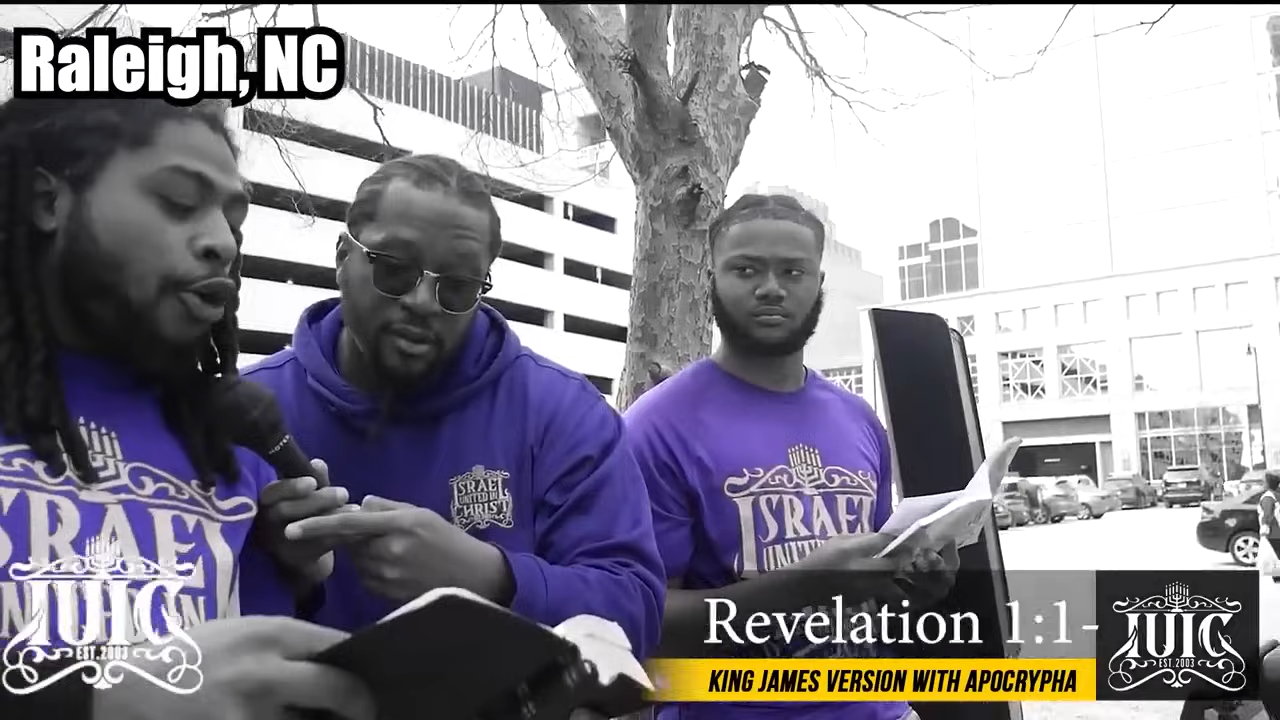 Raleigh, NC
ISRAEL
UNITED IN
CHRIST
ISRAEL
UNITED IN
ISRAEL
IUIC
EST.2003
Revelation 1:1-
KING JAMES VERSION WITH APOCRYPHA
IUIC
EST.2003